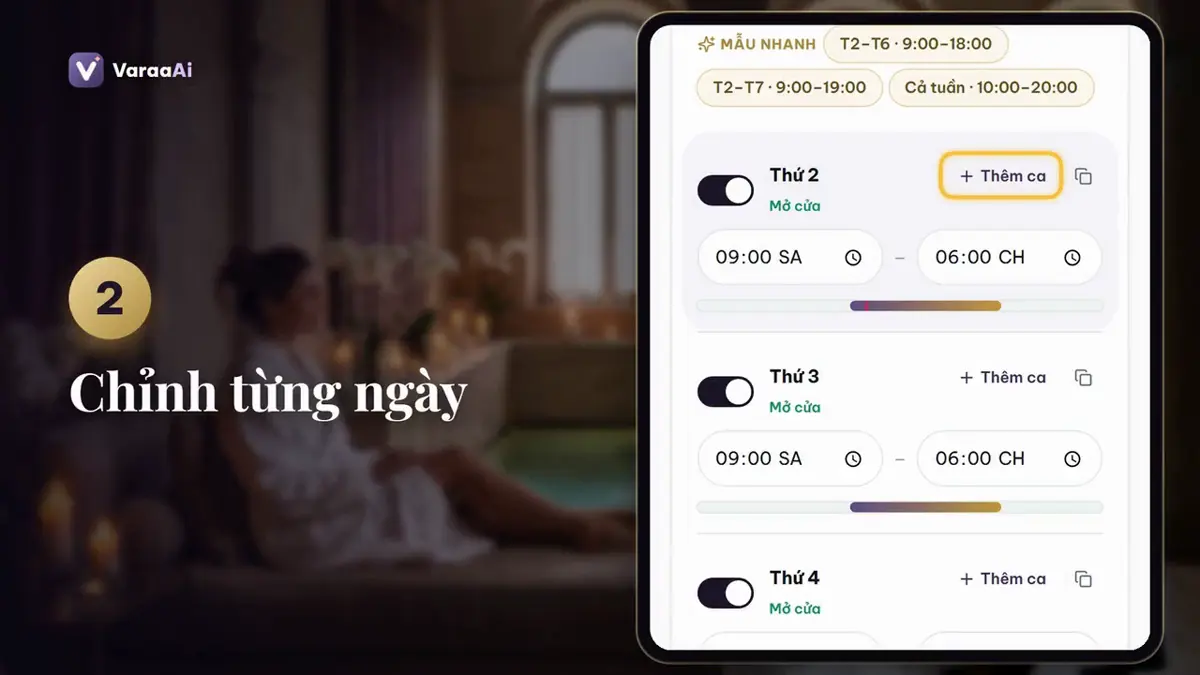 VaraaAi
2
Chỉnh từng ngày
MẪU NHANH
T2–T6 · 9:00–18:00
T2–T7 · 9:00–19:00
Cả tuần · 10:00–20:00
Thứ 2
+ Thêm ca
Mở cửa
09:00 SA – 06:00 CH
Thứ 3
+ Thêm ca
Mở cửa
09:00 SA – 06:00 CH
Thứ 4
+ Thêm ca
Mở cửa